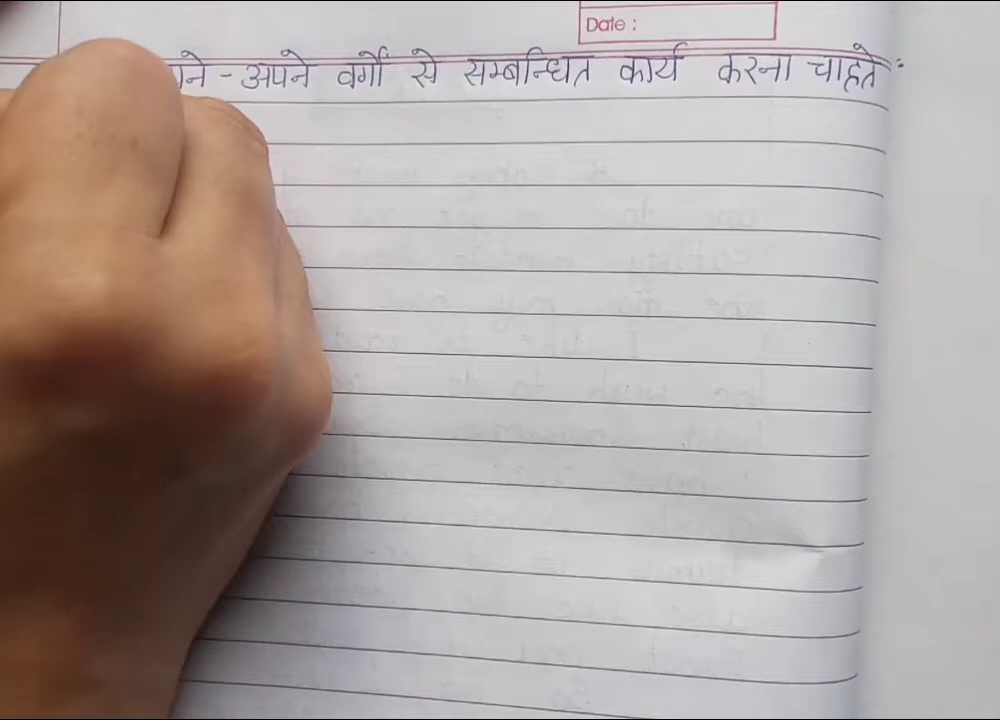 Date :
ने - अपने वर्गों से सम्बन्धित कार्य करना चाहते